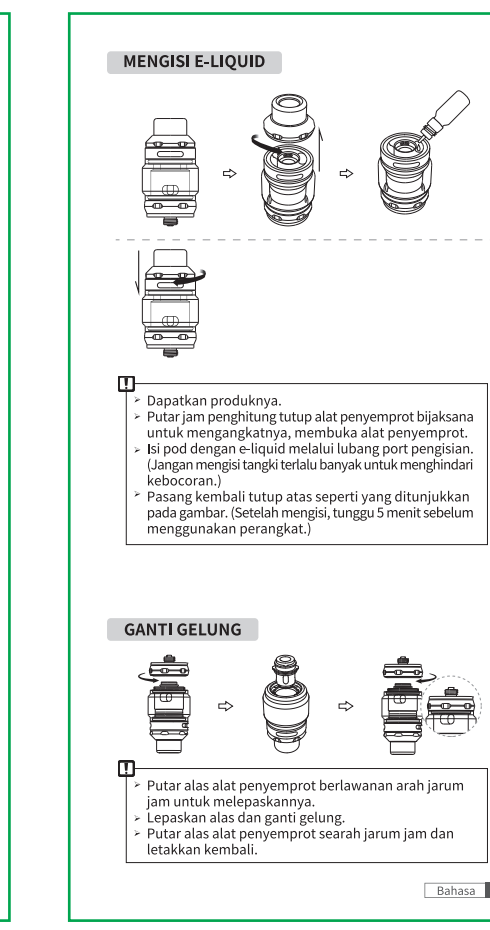 MENGISI E-LIQUID
Dapatkan produknya.
Putar jam penghitung tutup alat penyemprot bijaksana
untuk mengangkatnya, membuka alat penyemprot.
Isi pod dengan e-liquid melalui lubang port pengisian.
(Jangan mengisi tangki terlalu banyak untuk menghindari
kebocoran.)
Pasang kembali tutup atas seperti yang ditunjukkan
pada gambar. (Setelah mengisi, tunggu 5 menit sebelum
menggunakan perangkat.)
GANTI GELUNG
Putar alas alat penyemprot berlawanan arah jarum
jam untuk melepaskannya.
Lepaskan alas dan ganti gelung.
Putar alas alat penyemprot searah jarum jam dan
letakkan kembali.
Bahasa